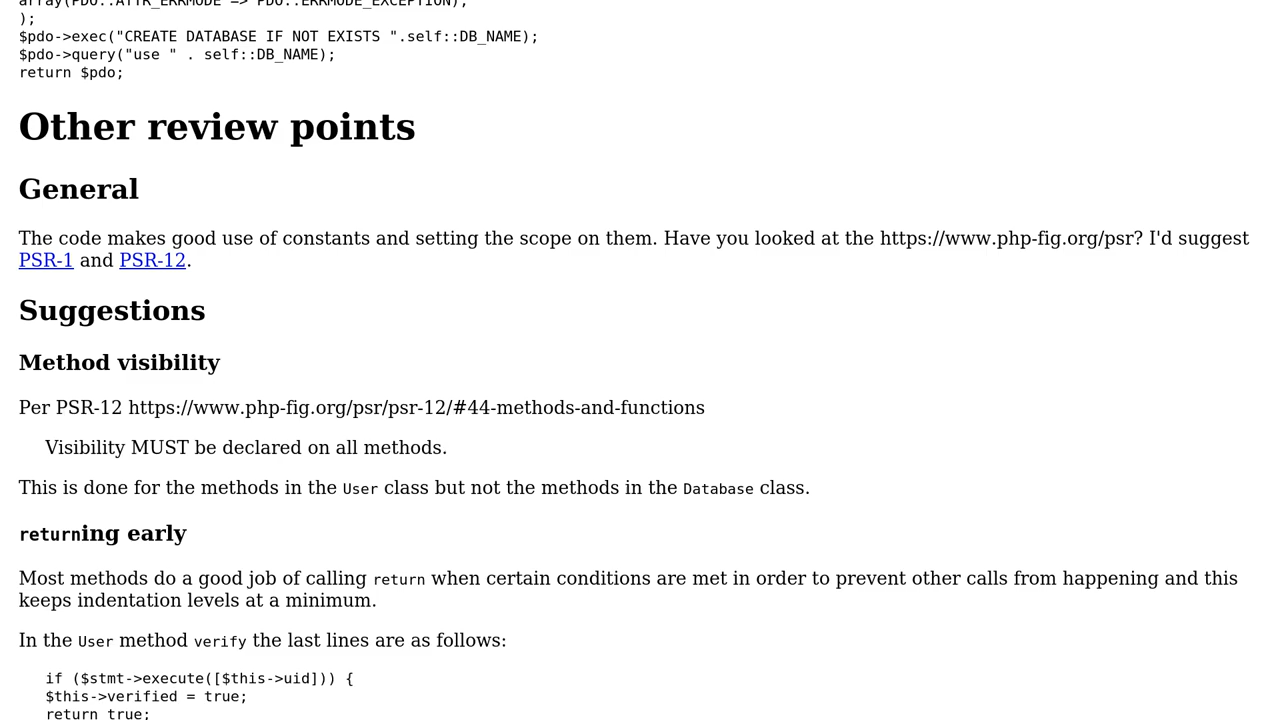 array(PDO::ATTR_ERRMODE => PDO::ERRMODE_EXCEPTION),
);
$pdo->exec("CREATE DATABASE IF NOT EXISTS ".self::DB_NAME);
$pdo->query("use " . self::DB_NAME);
return $pdo;
Other review points
General
The code makes good use of constants and setting the scope on them. Have you looked at the https://www.php-fig.org/psr? I'd suggest
PSR-1 and PSR-12.
Suggestions
Method visibility
Per PSR-12 https://www.php-fig.org/psr/psr-12/#44-methods-and-functions
Visibility MUST be declared on all methods.
This is done for the methods in the User class but not the methods in the Database class.
returning early
Most methods do a good job of calling return when certain conditions are met in order to prevent other calls from happening and this
keeps indentation levels at a minimum.
In the User method verify the last lines are as follows:
if ($stmt->execute([$this->uid])) {
$this->verified = true;
return true;